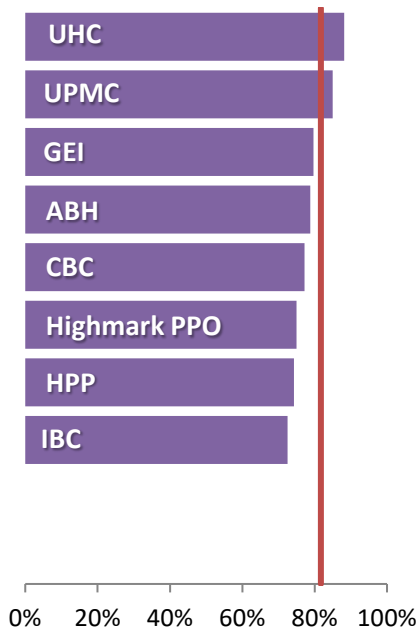 UHC
UPMC
GEI
ABH
CBC
Highmark PPO
HPP
IBC
0% 20% 40% 60% 80% 100%